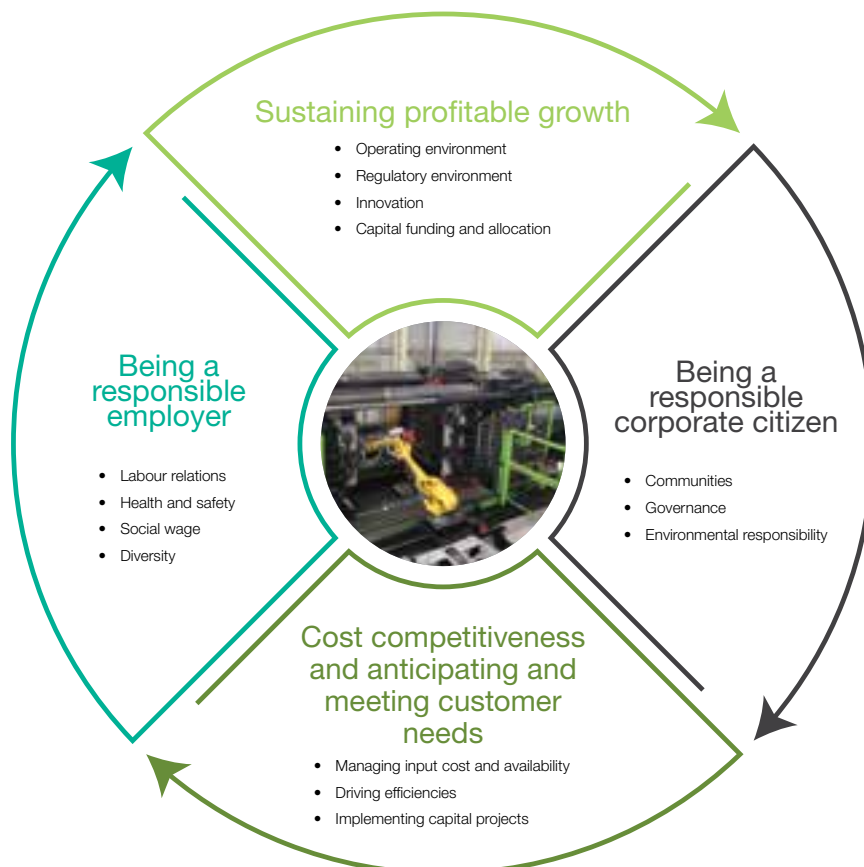 Sustaining profitable growth
• Operating environment
• Regulatory environment
• Innovation
• Capital funding and allocation
Being a
responsible
employer
• Labour relations
• Health and safety
• Social wage
• Diversity
Being a
responsible
corporate citizen
• Communities
• Governance
• Environmental responsibility
Cost competitiveness
and anticipating and
meeting customer
needs
• Managing input cost and availability
• Driving efficiencies
• Implementing capital projects